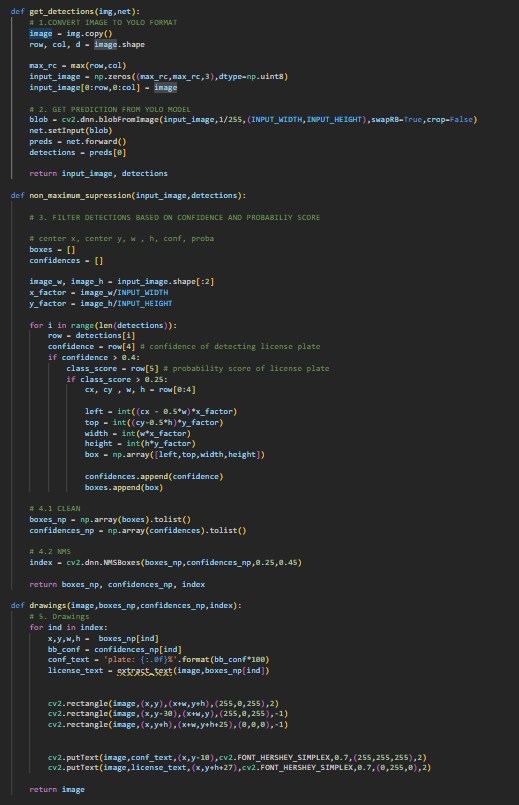 def get_detections(img,net):
# 1.CONVERT IMAGE TO YOLO FORMAT
image = img.copy()
row, col, d = image.shape
max_rc = max(row,col)
input_image = np.zeros((max_rc,max_rc,3),dtype=np.uint8)
input_image[0:row,0:col] = image
# 2. GET PREDICTION FROM YOLO MODEL
blob = cv2.dnn.blobFromImage(input_image,1/255,(INPUT_WIDTH,INPUT_HEIGHT),swapRB=True,crop=False)
net.setInput(blob)
preds = net.forward()
detections = preds[0]
return input_image, detections
def non_maximum_supression(input_image,detections):
# 3. FILTER DETECTIONS BASED ON CONFIDENCE AND PROBABILIY SCORE
# center x, center y, w , h, conf, proba
boxes = []
confidences = []
image_w, image_h = input_image.shape[:2]
x_factor = image_w/INPUT_WIDTH
y_factor = image_h/INPUT_HEIGHT
for i in range(len(detections)):
row = detections[i]
confidence = row[4] # confidence of detecting license plate
if confidence > 0.4:
class_score = row[5] # probability score of license plate
if class_score > 0.25:
cx, cy , w, h = row[0:4]
left = int((cx - 0.5*w)*x_factor)
top = int((cy-0.5*h)*y_factor)
width = int(w*x_factor)
height = int(h*y_factor)
box = np.array([left,top,width,height])
confidences.append(confidence)
boxes.append(box)
# 4.1 CLEAN
boxes_np = np.array(boxes).tolist()
confidences_np = np.array(confidences).tolist()
# 4.2 NMS
index = cv2.dnn.NMSBoxes(boxes_np,confidences_np,0.25,0.45)
return boxes_np, confidences_np, index
def drawings(image,boxes_np,confidences_np,index):
# 5. Drawings
for ind in index:
x,y,w,h =  boxes_np[ind]
bb_conf = confidences_np[ind]
conf_text = 'plate: {:.0f}%'.format(bb_conf*100)
license_text = extract_text(image,boxes_np[ind])
cv2.rectangle(image,(x,y),(x+w,y+h),(255,0,255),2)
cv2.rectangle(image,(x,y-30),(x+w,y),(255,0,255),-1)
cv2.rectangle(image,(x,y+h),(x+w,y+h+25),(0,0,0),-1)
cv2.putText(image,conf_text,(x,y-10),cv2.FONT_HERSHEY_SIMPLEX,0.7,(255,255,255),2)
cv2.putText(image,license_text,(x,y+h+27),cv2.FONT_HERSHEY_SIMPLEX,0.7,(0,255,0),2)
return image